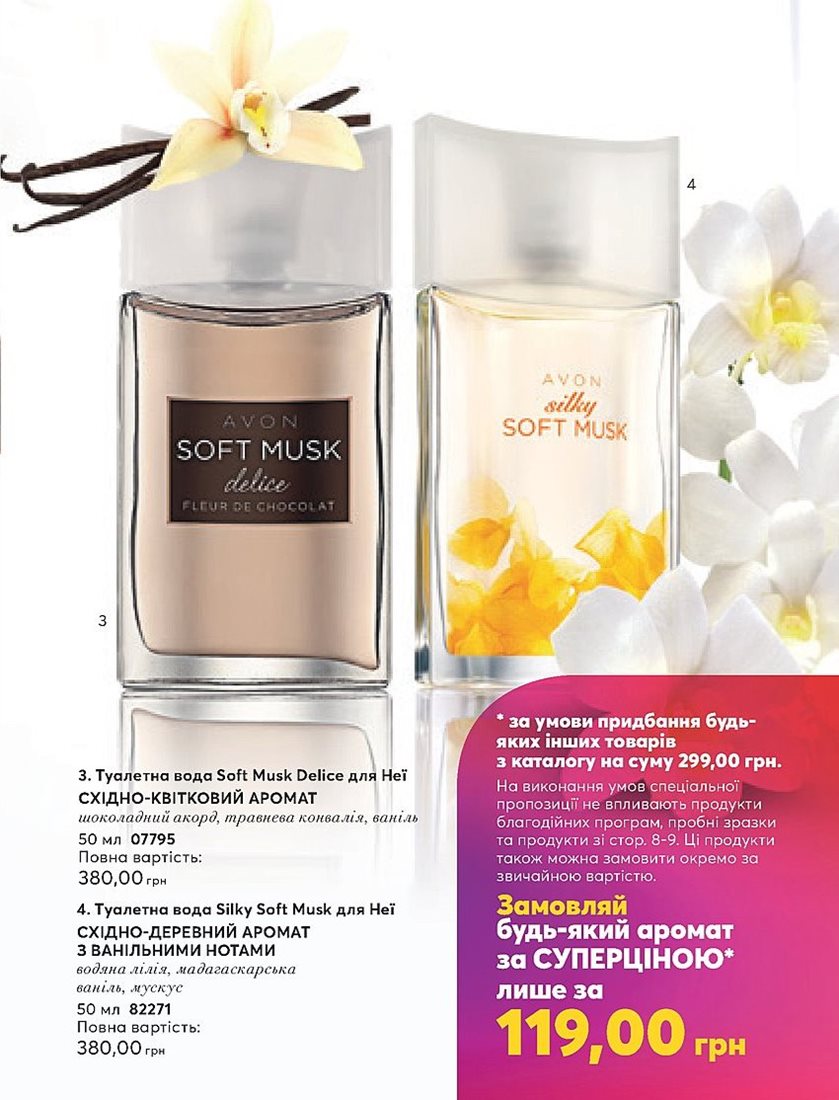 4
AVON
SOFT MUSK
delice
FLEUR DE CHOCOLAT
AVON
silky
SOFT MUSK
3
3. Туалетна вода Soft Musk Delice для Неї
СХІДНО-КВІТКОВИЙ АРОМАТ
шоколадний акорд, травнева конвалія, ваніль
50 мл 07795
Повна вартість:
380,00 грн
4. Туалетна вода Silky Soft Musk для Неї
СХІДНО-ДЕРЕВНИЙ АРОМАТ
З ВАНІЛЬНИМИ НОТАМИ
водяна лілія, мадагаскарська
ваніль, мускус
50 мл 82271
Повна вартість:
380,00 грн
* за умови придбання будь-
яких інших товарів
з каталогу на суму 299,00 грн.
На виконання умов спеціальної
пропозиції не впливають продукти
благодійних програм, пробні зразки
та продукти зі стор. 8-9. Ці продукти
також можна замовити окремо за
звичайною вартістю.
Замовляй
будь-який аромат
за СУПЕРЦІНОЮ*
лише за
119,00 грн